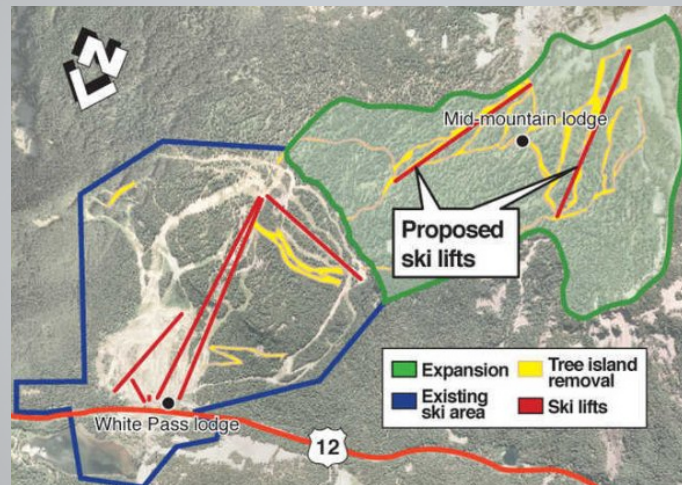 N
Mid-mountain lodge
Proposed
ski lifts
Expansion
Existing
ski area
Tree island
removal
Ski lifts
White Pass lodge
12